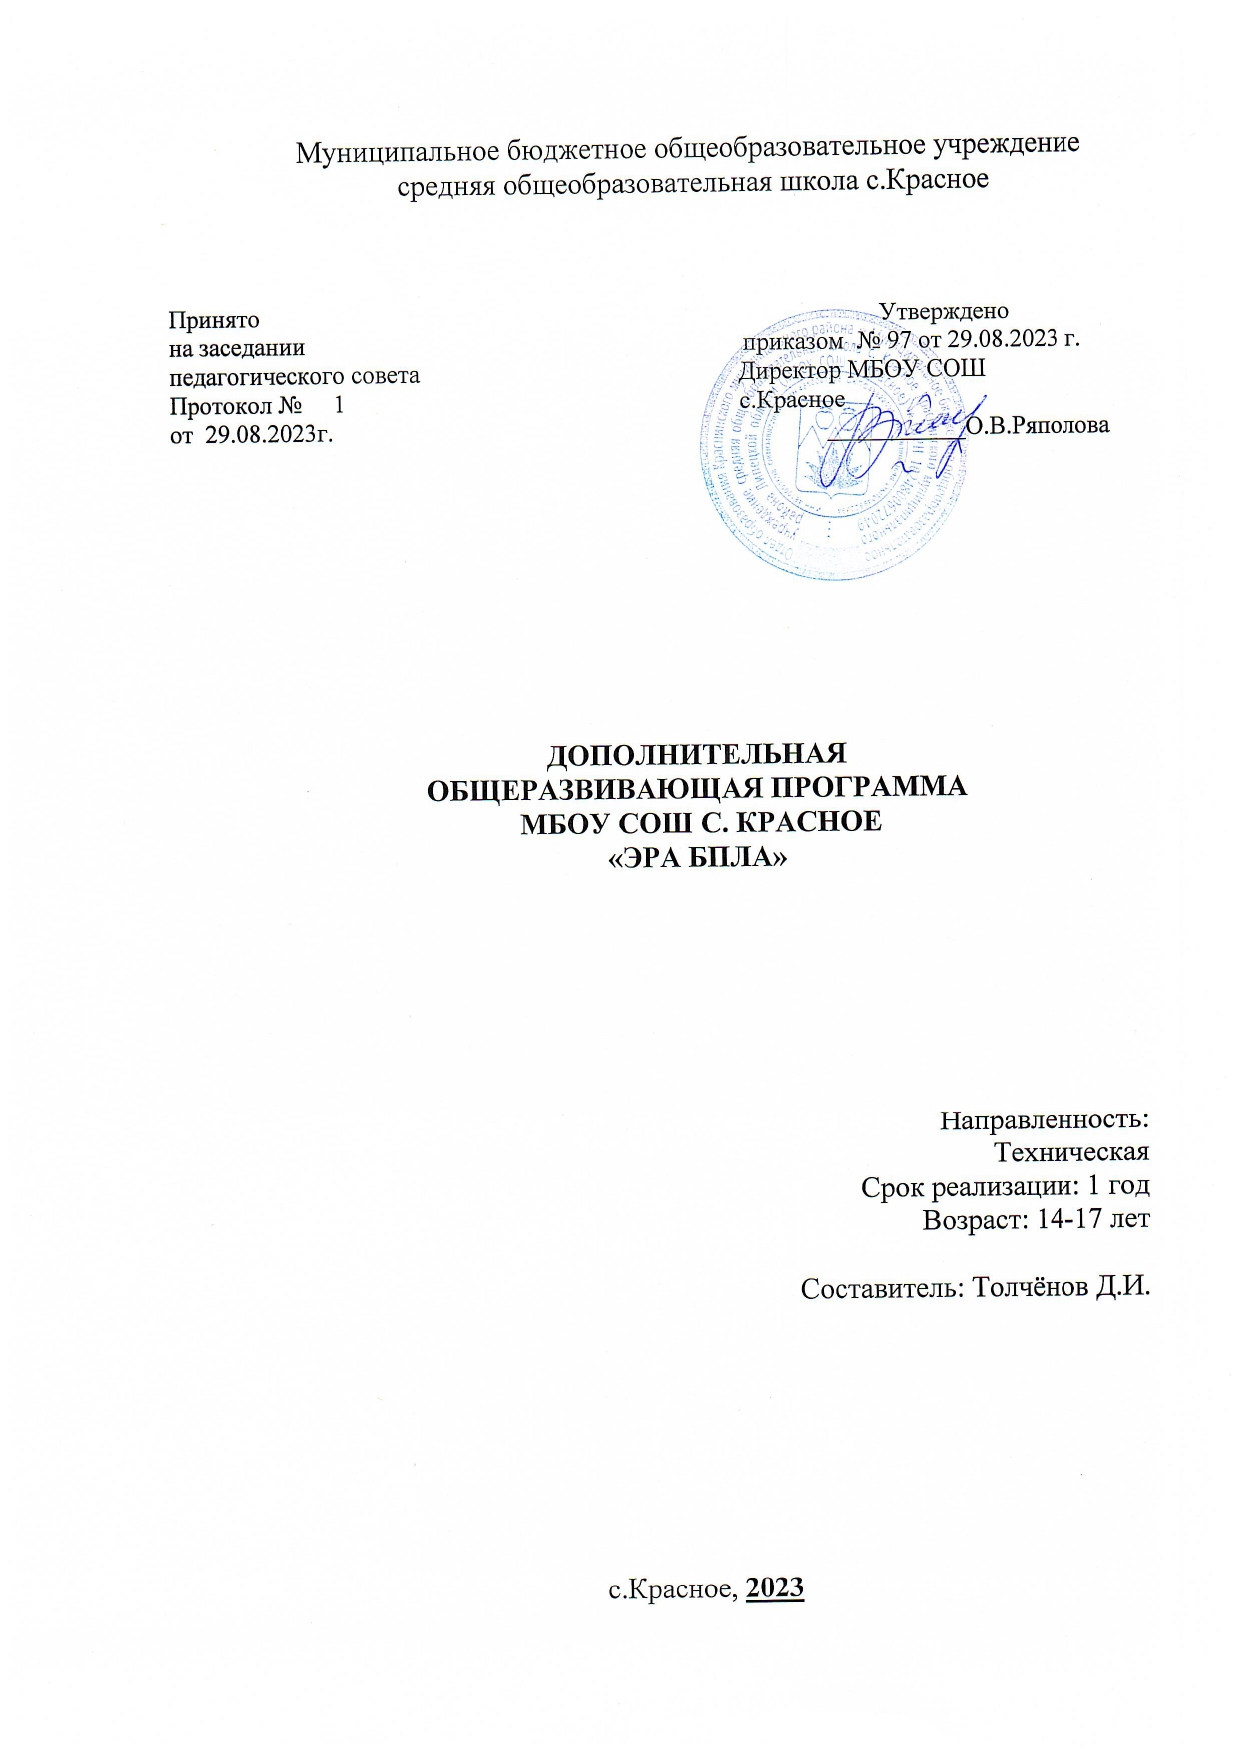 Муниципальное бюджетное общеобразовательное учреждение
средняя общеобразовательная школа с.Красное
Принято
на заседании
педагогического совета
Протокол № 1
от 29.08.2023г.
Утверждено
приказом № 97 от 29.08.2023 г.
Директор МБОУ СОШ
с.Красное
___________О.В.Ряполова
ДОПОЛНИТЕЛЬНАЯ
ОБЩЕРАЗВИВАЮЩАЯ ПРОГРАММА
МБОУ СОШ С. КРАСНОЕ
«ЭРА БПЛА»
Направленность:
Техническая
Срок реализации: 1 год
Возраст: 14-17 лет
Составитель: Толчёнов Д.И.
с.Красное, 2023